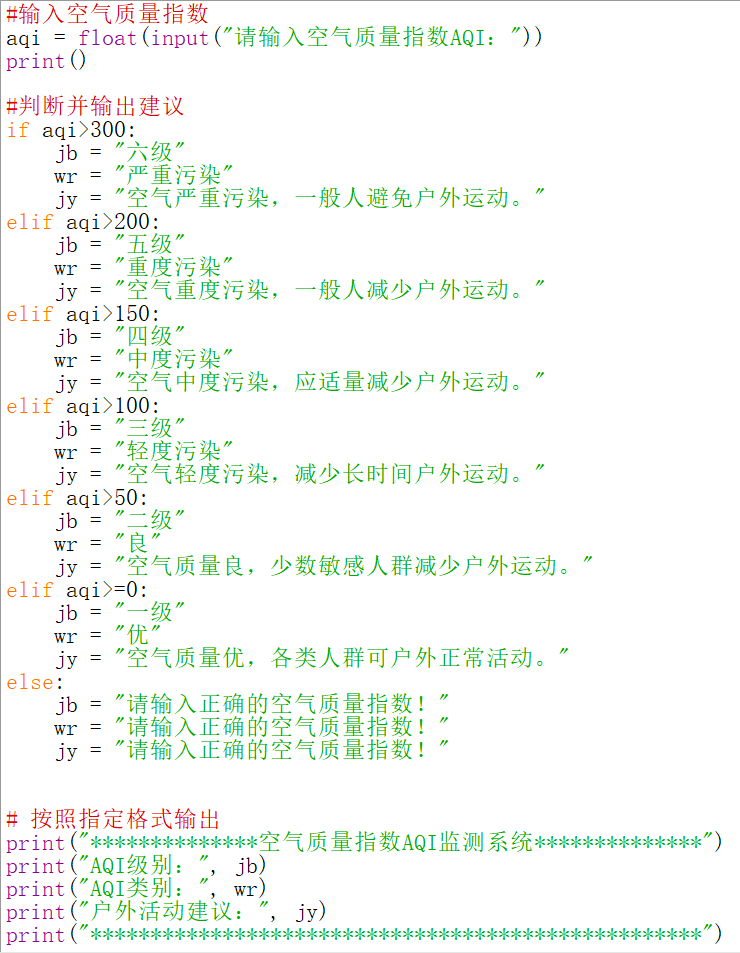 #输入空气质量指数
aqi = float(input("请输入空气质量指数AQI："))
print()
#判断并输出建议
if aqi>300:
    jb = "六级"
    wr = "严重污染"
    jy = "空气严重污染，一般人避免户外运动。"
elif aqi>200:
    jb = "五级"
    wr = "重度污染"
    jy = "空气重度污染，一般人减少户外运动。"
elif aqi>150:
    jb = "四级"
    wr = "中度污染"
    jy = "空气中度污染，应适量减少户外运动。"
elif aqi>100:
    jb = "三级"
    wr = "轻度污染"
    jy = "空气轻度污染，减少长时间户外运动。"
elif aqi>50:
    jb = "二级"
    wr = "良"
    jy = "空气质量良，少数敏感人群减少户外运动。"
elif aqi>=0:
    jb = "一级"
    wr = "优"
    jy = "空气质量优，各类人群可户外正常活动。"
else:
    jb = "请输入正确的空气质量指数！"
    wr = "请输入正确的空气质量指数！"
    jy = "请输入正确的空气质量指数！"
# 按照指定格式输出
print("**************空气质量指数AQI监测系统**************")
print("AQI级别：", jb)
print("AQI类别：", wr)
print("户外活动建议：", jy)
print("***************************************************")